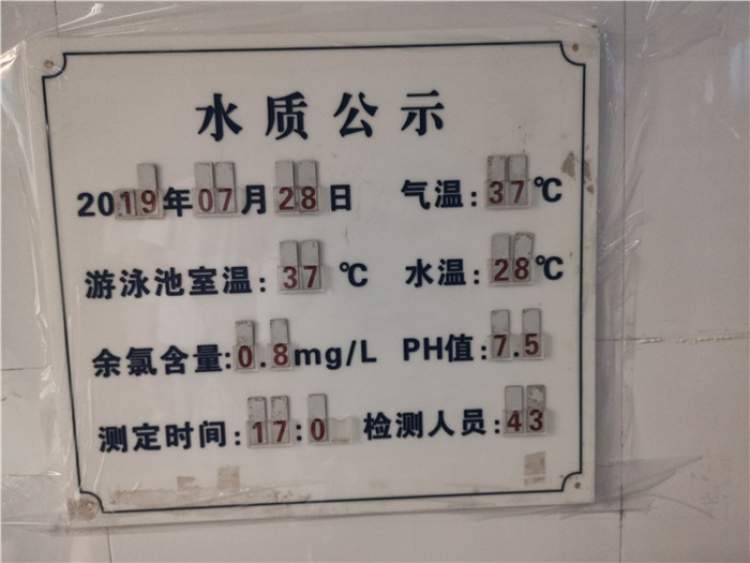 水质公示
2019年07月28日 气温:37℃
游泳池室温:37℃ 水温:28℃
余氯含量:0.8mg/L PH值:7.5
测定时间:17:0 检测人员:43